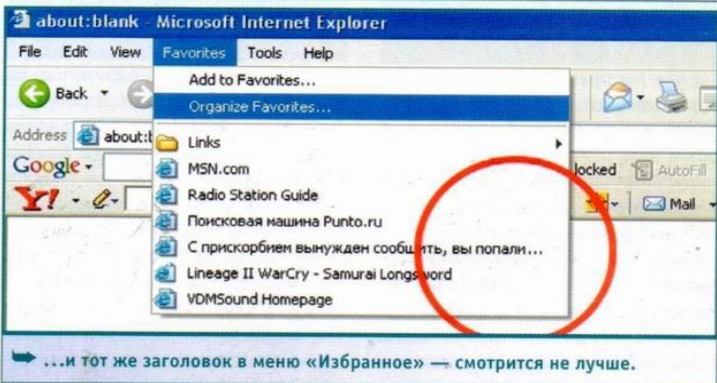 about:blank - Microsoft Internet Explorer
File Edit View Favorites Tools Help
Back
Add to Favorites...
Organize Favorites...
Address about:b
Links
Google
MSN.com
locked AutoFill
Radio Station Guide
Y! Mail
Поисковая машина Punto.ru
С прискорбием вынужден сообщить, вы попали...
Lineage II WarCry - Samurai Longsword
VDMSound Homepage
...и тот же заголовок в меню «Избранное» — смотрится не лучше.